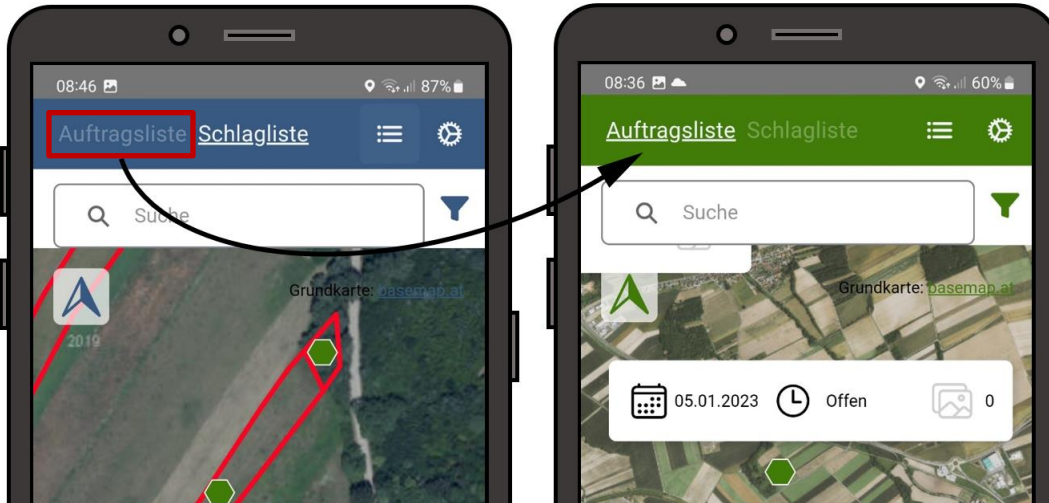 08:46 87%
Auftragsliste Schlagliste
Suche
Grundkarte: basemap.at
2019
08:36 60%
Auftragsliste Schlagliste
Suche
Grundkarte: basemap.at
05.01.2023 Offen 0